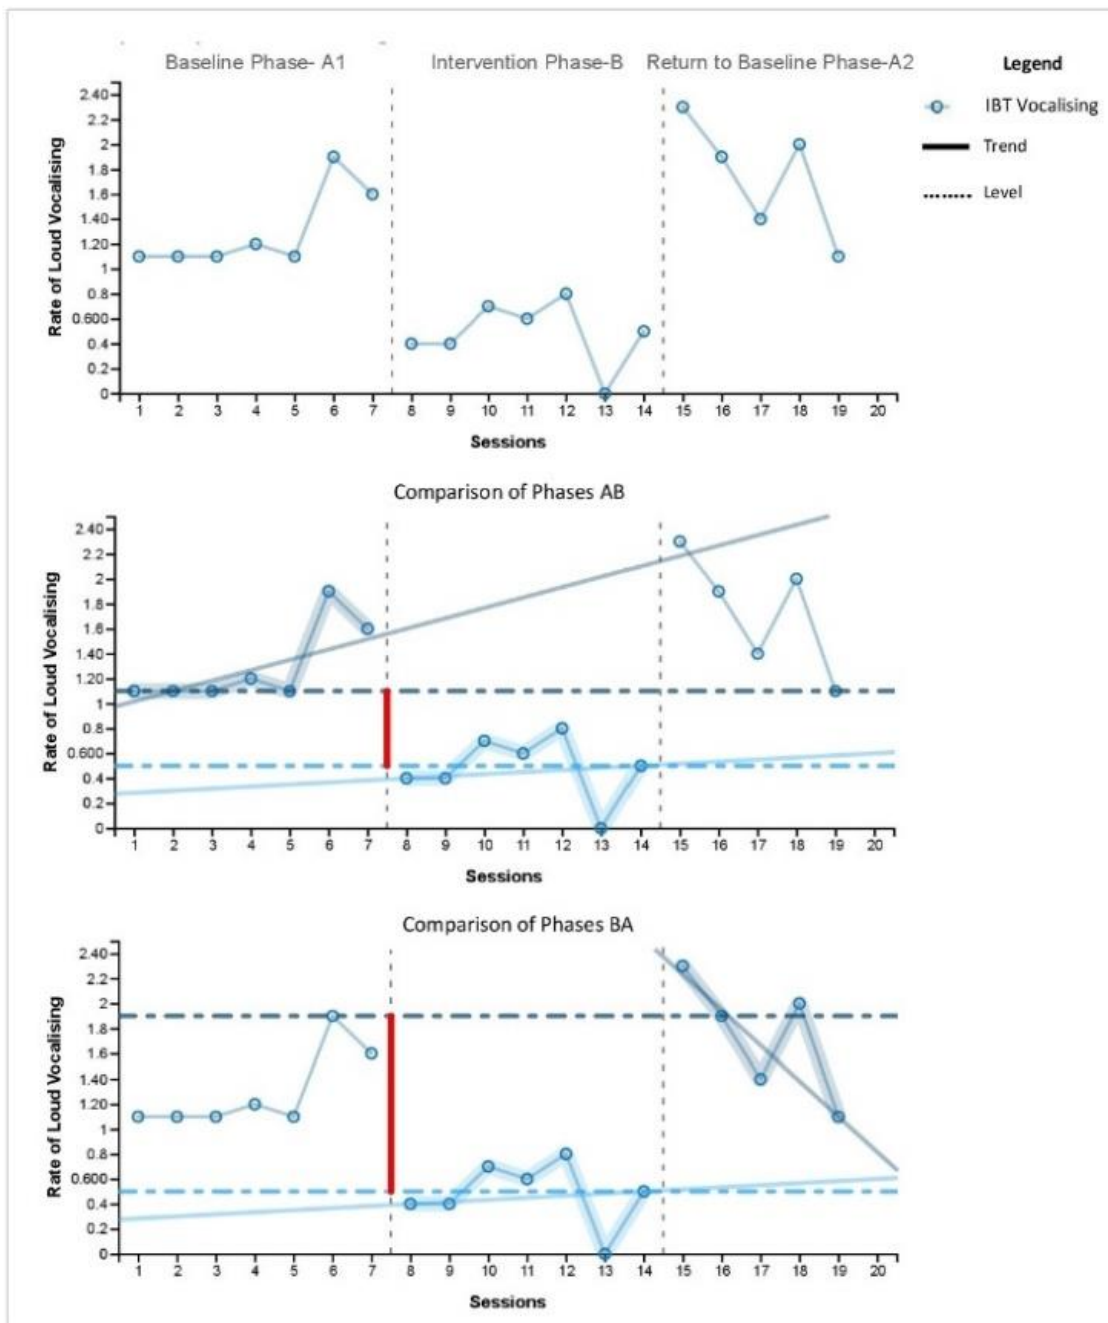 Baseline Phase- A1
Intervention Phase-B
Return to Baseline Phase-A2
Legend
IBT Vocalising
Trend
Level
Rate of Loud Vocalising
2.40
2.2
2
1.8
1.6
1.40
1.20
1
0.8
0.600
0.4
0.2
0
1 2 3 4 5 6 7 8 9 10 11 12 13 14 15 16 17 18 19 20
Sessions
Comparison of Phases AB
Rate of Loud Vocalising
2.40
2.2
2
1.8
1.6
1.40
1.20
1
0.8
0.600
0.4
0.2
0
1 2 3 4 5 6 7 8 9 10 11 12 13 14 15 16 17 18 19 20
Sessions
Comparison of Phases BA
Rate of Loud Vocalising
2.40
2.2
2
1.8
1.6
1.40
1.20
1
0.8
0.600
0.4
0.2
0
1 2 3 4 5 6 7 8 9 10 11 12 13 14 15 16 17 18 19 20
Sessions